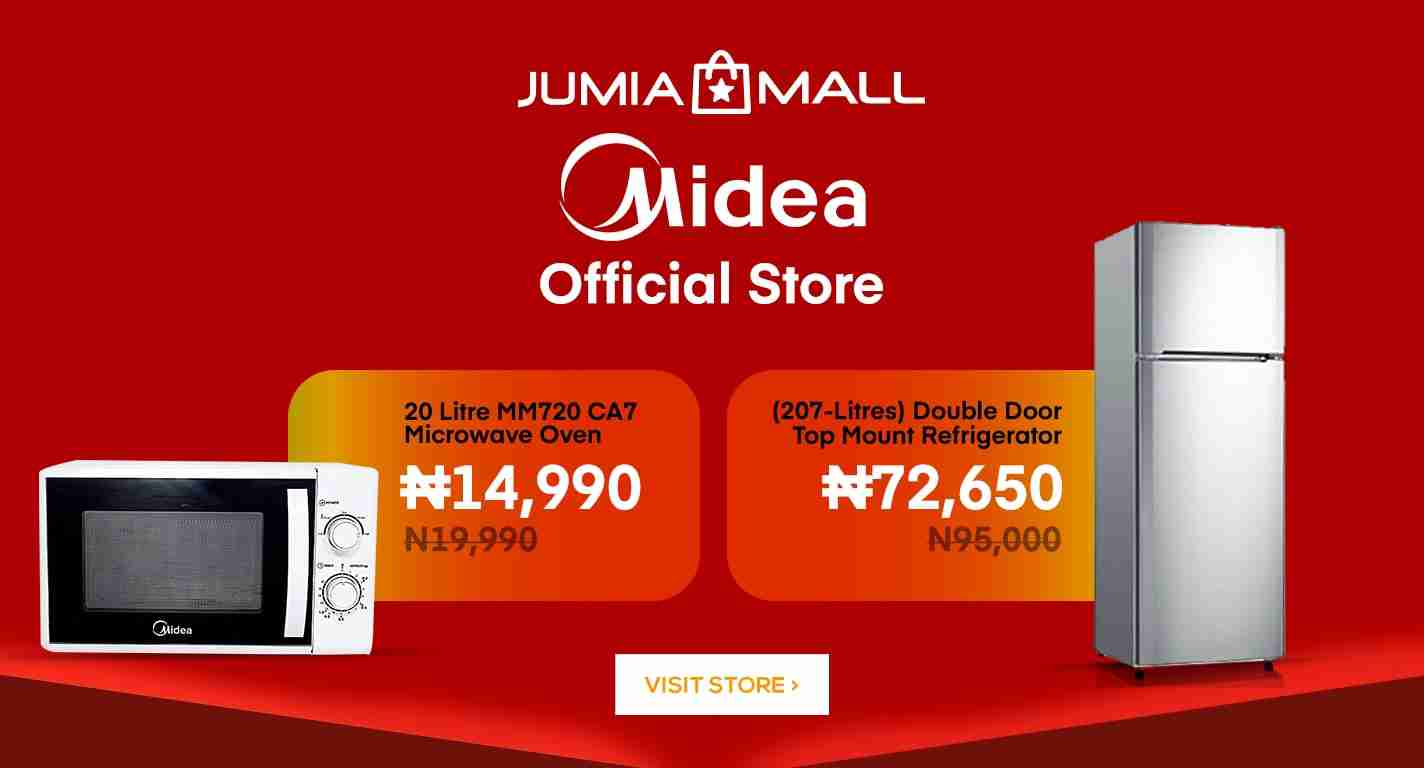 JUMIA MALL
Midea
Official Store
20 Litre MM720 CA7
Microwave Oven
₦14,990
N19,990
(207-Litres) Double Door
Top Mount Refrigerator
₦72,650
N95,000
Midea
VISIT STORE ›